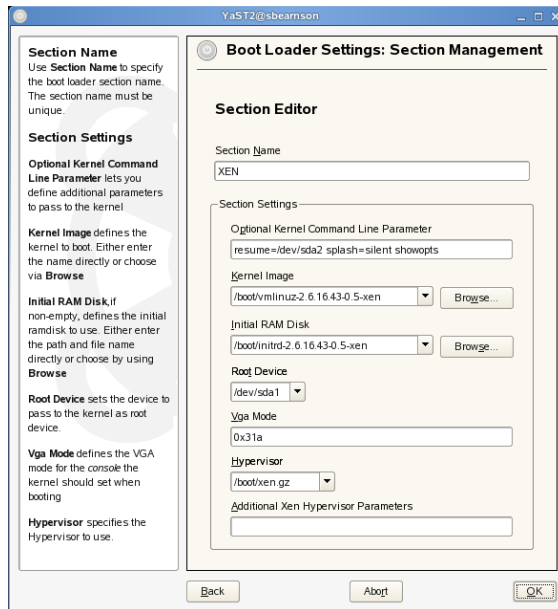 YaST2@sbearnson
Section Name
Use Section Name to specify
the boot loader section name.
The section name must be
unique.
Section Settings
Optional Kernel Command
Line Parameter lets you
define additional parameters
to pass to the kernel
Kernel Image defines the
kernel to boot. Either enter
the name directly or choose
via Browse
Initial RAM Disk,if
non-empty, defines the initial
ramdisk to use. Either enter
the path and file name
directly or choose by using
Browse
Root Device sets the device to
pass to the kernel as root
device.
Vga Mode defines the VGA
mode for the console the
kernel should set when
booting
Hypervisor specifies the
Hypervisor to use.
Boot Loader Settings: Section Management
Section Editor
Section Name
XEN
Section Settings
Optional Kernel Command Line Parameter
resume=/dev/sda2 splash=silent showopts
Kernel Image
/boot/vmlinuz-2.6.16.43-0.5-xen
Browse...
Initial RAM Disk
/boot/initrd-2.6.16.43-0.5-xen
Browse...
Root Device
/dev/sda1
Vga Mode
0x31a
Hypervisor
/boot/xen.gz
Additional Xen Hypervisor Parameters
Back
Abort
OK